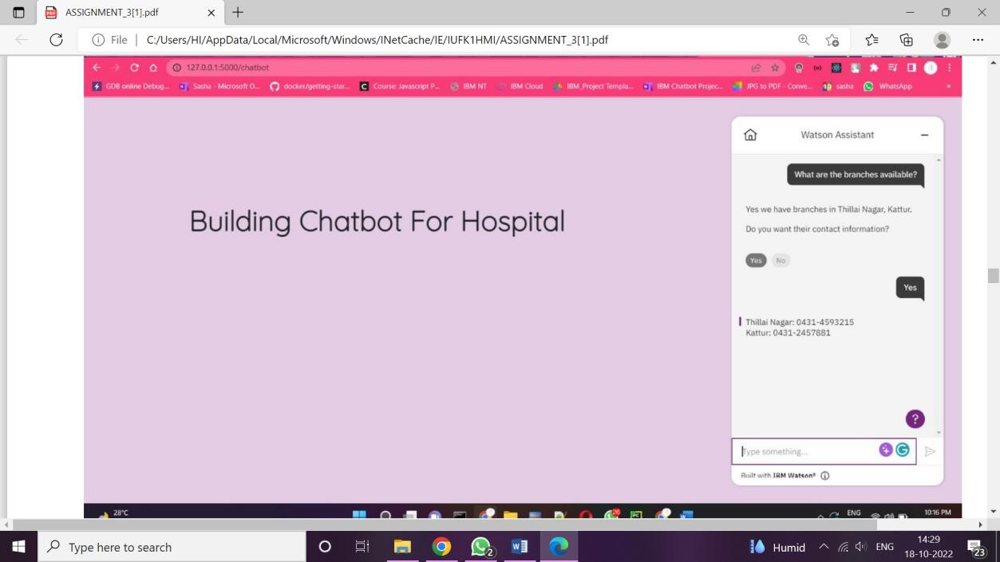 ASSIGNMENT_3[1].pdf
File | C:/Users/HI/AppData/Local/Microsoft/Windows/INetCache/IE/IUFK1HMI/ASSIGNMENT_3[1].pdf
127.0.0.1:5000/chatbot
GDB online Debug... Sasha - Microsoft O... docker/getting-star... Course: Javascript P... IBM NT IBM Cloud IBM_Project Templa... IBM Chatbot Projec... JPG to PDF - Conve... sasha WhatsApp »
Watson Assistant
What are the branches available?
Yes we have branches in Thillai Nagar, Kattur.
Do you want their contact information?
Yes No
Yes
Thillai Nagar: 0431-4593215
Kattur: 0431-2457881
?
Type something...
Built with IBM Watson®
Building Chatbot For Hospital
28°C
26
ENG
10:16 PM
Type here to search
2
Humid
ENG
14:29
18-10-2022
23